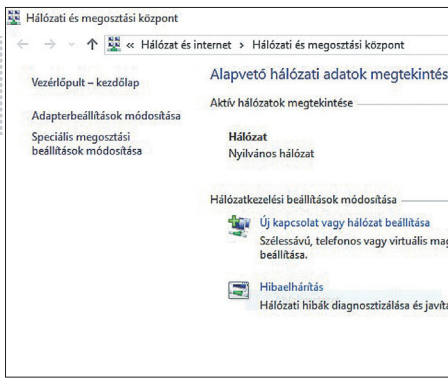 Hálózati és megosztási központ
« Hálózat és internet › Hálózati és megosztási központ
Vezérlőpult – kezdőlap
Adapterbeállítások módosítása
Speciális megosztási
beállítások módosítása
Alapvető hálózati adatok megtekintés
Aktív hálózatok megtekintése
Hálózat
Nyilvános hálózat
Hálózatkezelési beállítások módosítása
Új kapcsolat vagy hálózat beállítása
Szélessávú, telefonos vagy virtuális mag
beállítása.
Hibaelhárítás
Hálózati hibák diagnosztizálása és javíta